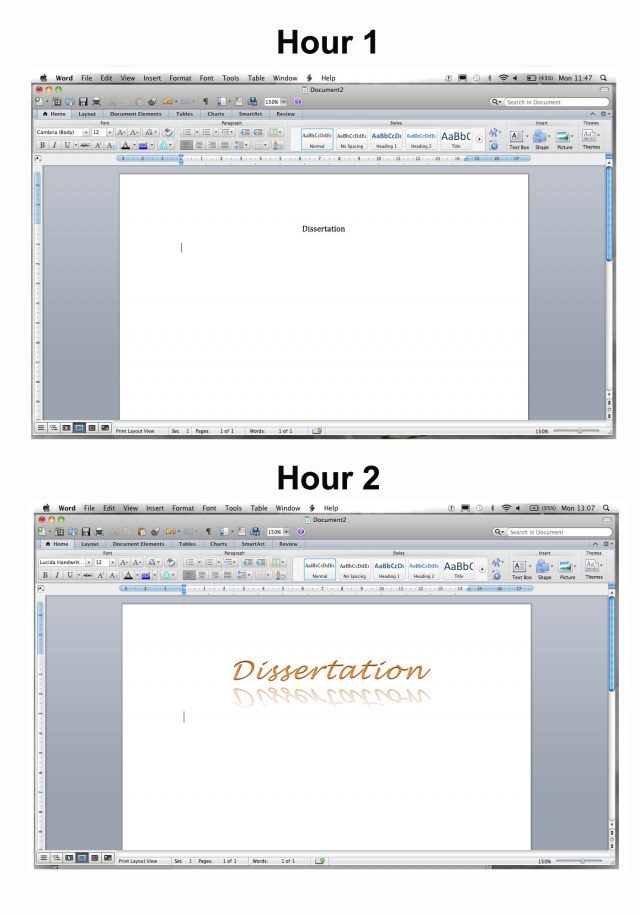 Hour 1
Word File Edit View Insert Format Font Tools Table Window Help (43%) Mon 11:47
Document2
150% Search in Document
Home Layout Document Elements Tables Charts SmartArt Review
Font Paragraph Styles Insert Themes
Cambria (Body) 12 AaBbCcDdEe AaBbCcDdEe AaBbCcDc AaBbCcDdEe AaBbC
Normal No Spacing Heading 1 Heading 2 Title Text Box Shape Picture Themes
Dissertation
Print Layout View Sec 1 Pages: 1 of 1 Words: 1 of 1 150%
Hour 2
Word File Edit View Insert Format Font Tools Table Window Help (35%) Mon 13:07
Document2
150% Search in Document
Home Layout Document Elements Tables Charts SmartArt Review
Font Paragraph Styles Insert Themes
Lucida Handwrit... 12 AaBbCcDdEe AaBbCcDdEe AaBbCcDc AaBbCcDdEe AaBbC
Normal No Spacing Heading 1 Heading 2 Title Text Box Shape Picture Themes
Dissertation
Print Layout View Sec 1 Pages: 1 of 1 Words: 1 of 1 150%